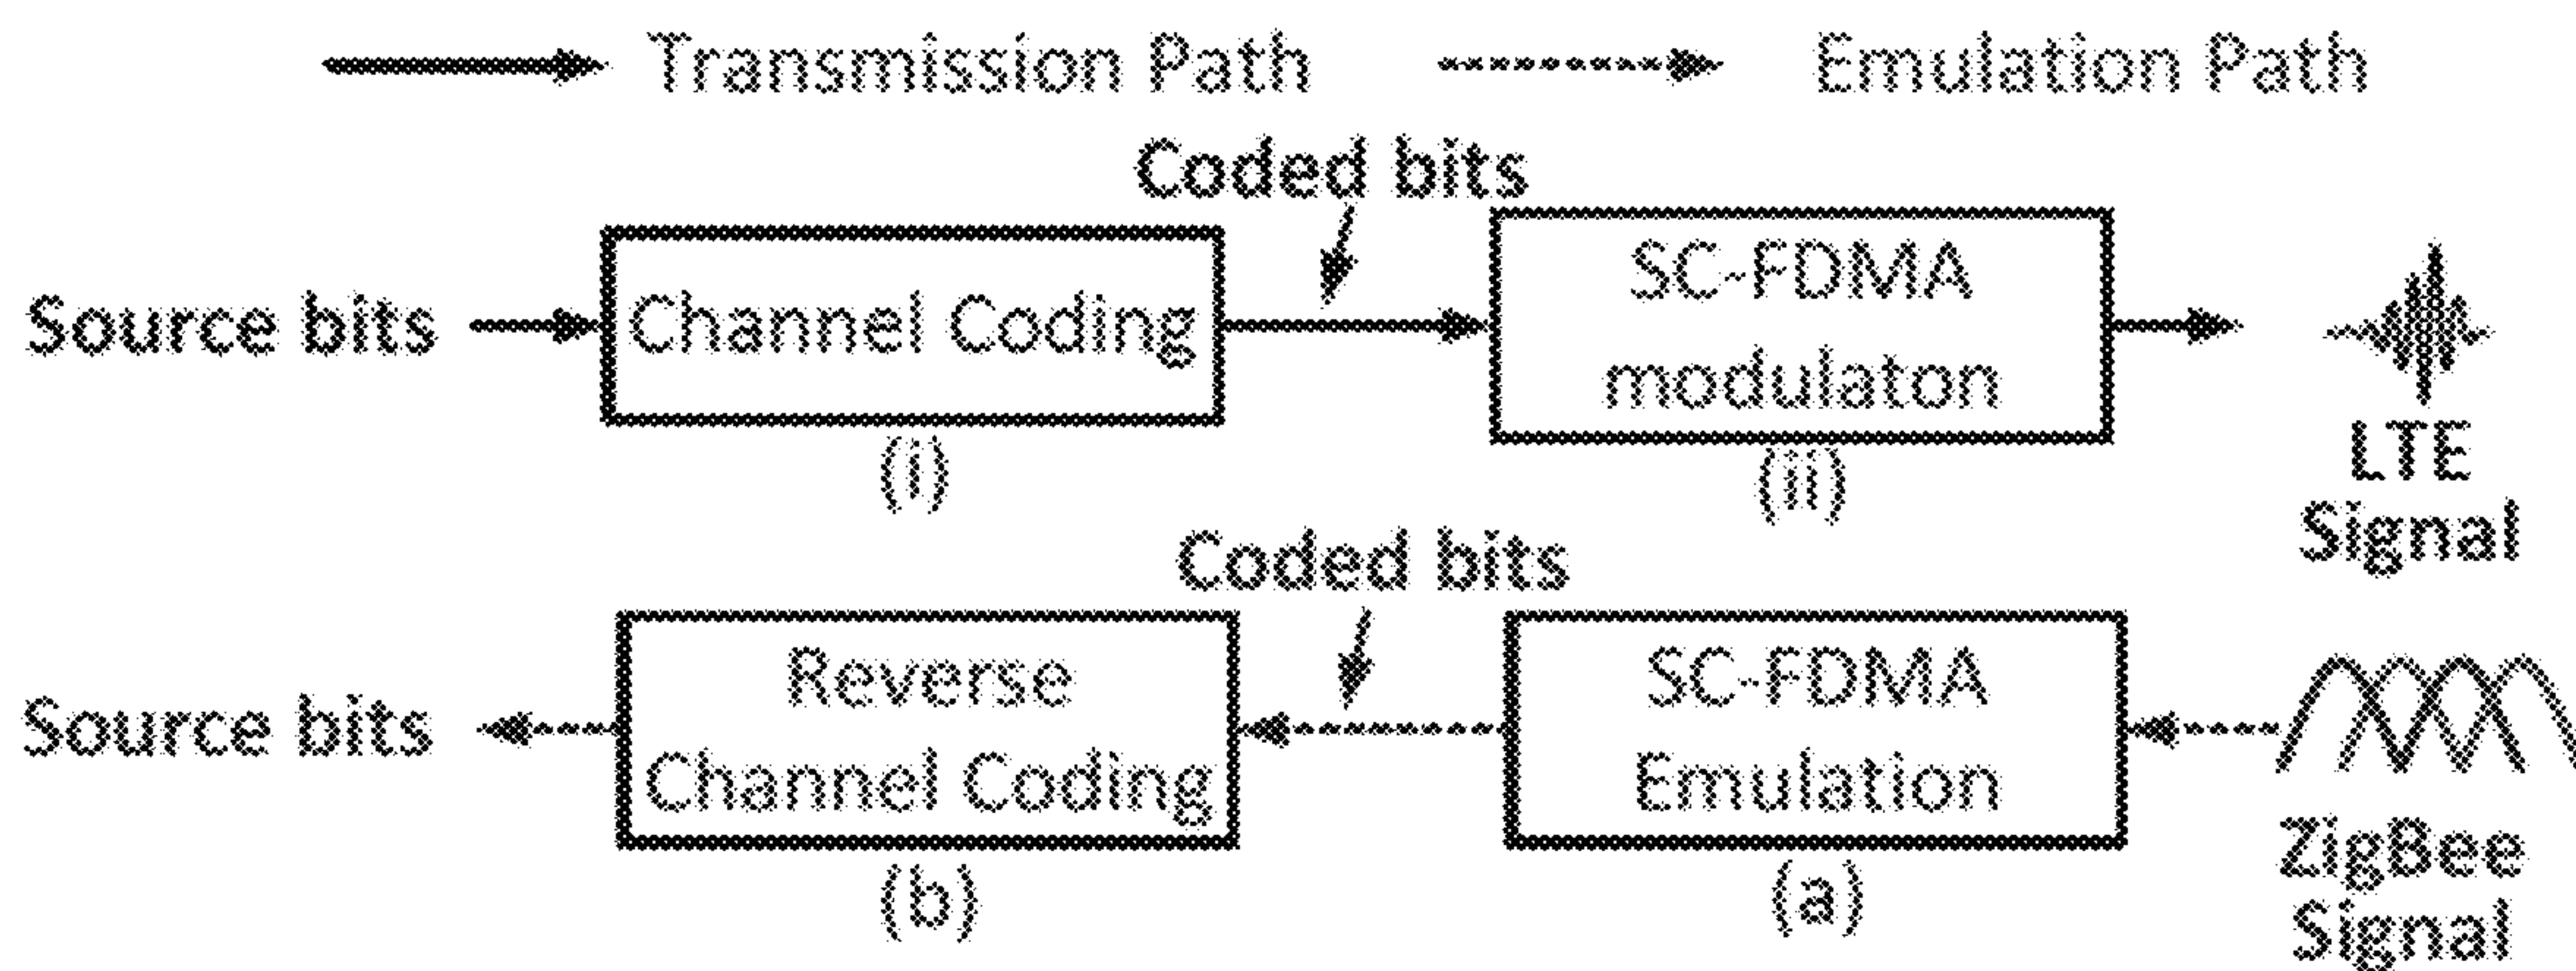 Transmission Path Emulation Path
Coded bits
Source bits Channel Coding SC-FDMA
modulaton
(i) (ii) LTE
Signal
Coded bits
Source bits Reverse
Channel Coding SC-FDMA
Emulation
(b) (a) ZigBee
Signal